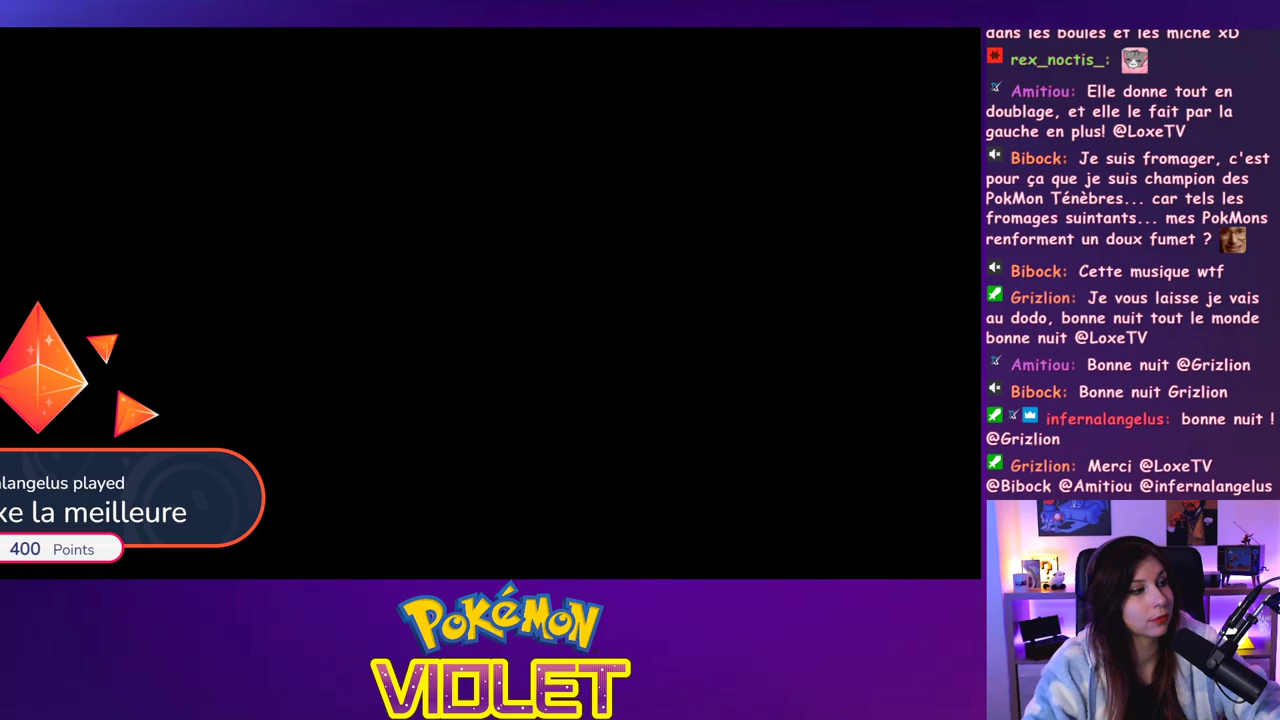 dans les boules et les miche xD
rex_noctis_:
Amitiou: Elle donne tout en
doublage, et elle le fait par la
gauche en plus! @LoxeTV
Bibock: Je suis fromager, c'est
pour ça que je suis champion des
PokMon Ténèbres... car tels les
fromages suintants... mes PokMons
renforment un doux fumet ?
Bibock: Cette musique wtf
Grizlion: Je vous laisse je vais
au dodo, bonne nuit tout le monde
bonne nuit @LoxeTV
Amitiou: Bonne nuit @Grizlion
Bibock: Bonne nuit Grizlion
infernalangelus: bonne nuit !
@Grizlion
Grizlion: Merci @LoxeTV
@Bibock @Amitiou @infernalangelus
langelus played
xe la meilleure
400 Points
POKéMON
VIOLET